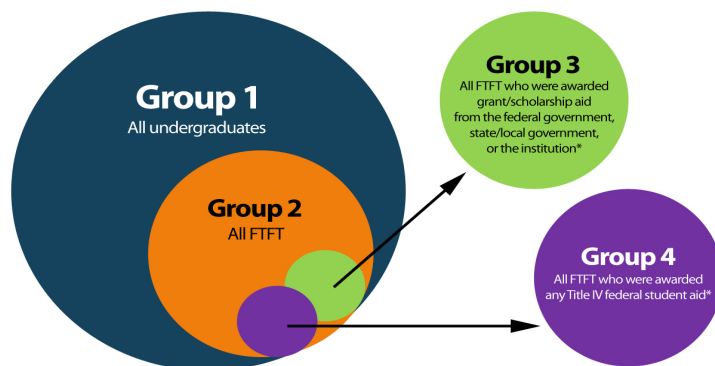 Group 1
All undergraduates
Group 2
All FTFT
Group 3
All FTFT who were awarded
grant/scholarship aid
from the federal government,
state/local government,
or the institution*
Group 4
All FTFT who were awarded
any Title IV federal student aid*